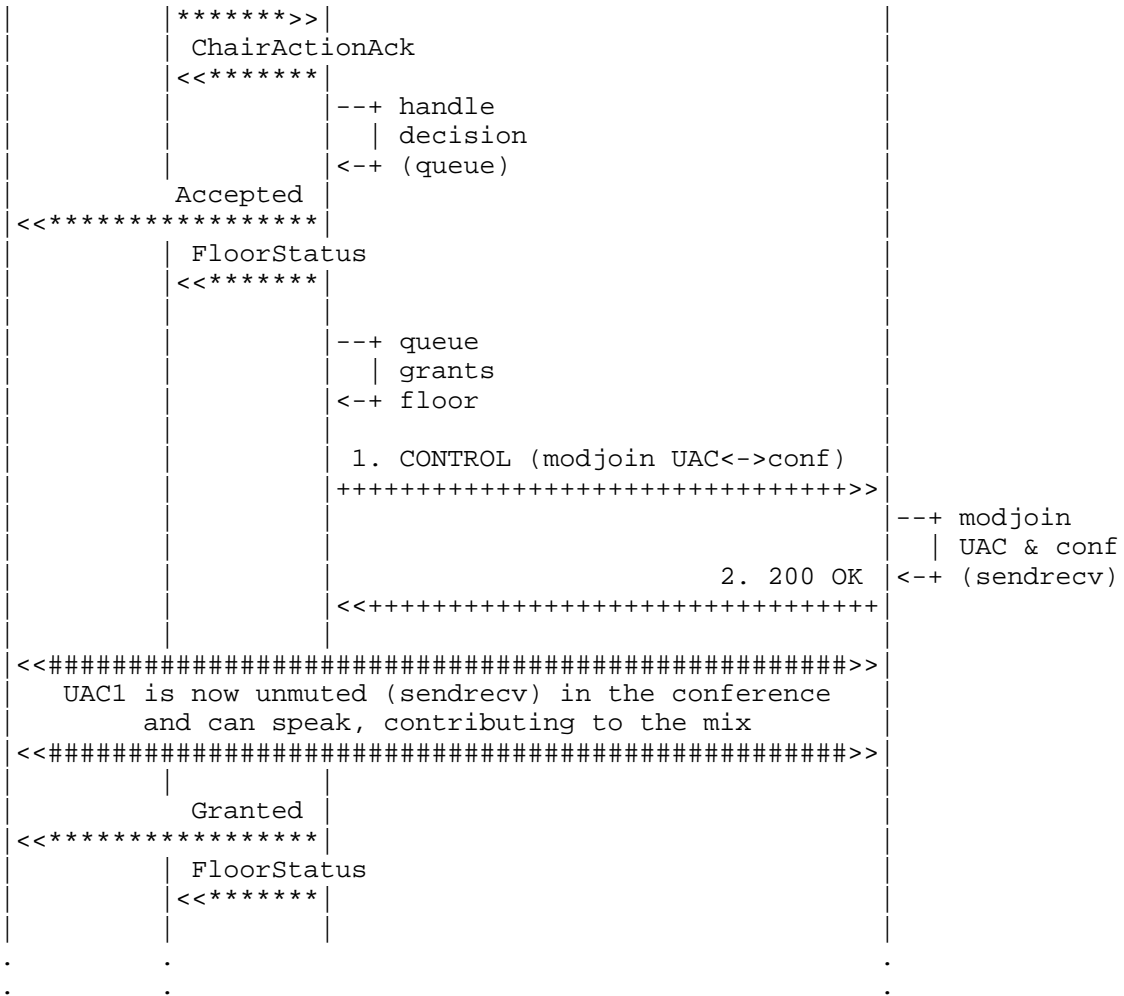 |         |*******>>|                                  |
|         | ChairActionAck                             |
|         |<<*******|                                  |
|         |         |--+ handle                        |
|         |         |  | decision                      |
|         |         |<-+ (queue)                       |
|          Accepted |                                  |
|<<*****************|                                  |
|         | FloorStatus                                |
|         |<<*******|                                  |
|         |         |                                  |
|         |         |--+ queue                         |
|         |         |  | grants                        |
|         |         |<-+ floor                         |
|         |         |                                  |
|         |         | 1. CONTROL (modjoin UAC<->conf)  |
|         |         |++++++++++++++++++++++++++++++++>>|
|         |         |                                  |--+ modjoin
|         |         |                                  |  | UAC & conf
|         |         |                        2. 200 OK |<-+ (sendrecv)
|         |         |<<++++++++++++++++++++++++++++++++|
|         |         |                                  |
|<<##################################################>>|
|   UAC1 is now unmuted (sendrecv) in the conference   |
|        and can speak, contributing to the mix        |
|<<##################################################>>|
|         |         |                                  |
|           Granted |                                  |
|<<*****************|                                  |
|         | FloorStatus                                |
|         |<<*******|                                  |
|         |         |                                  |
.         .                                            .
.         .                                            .